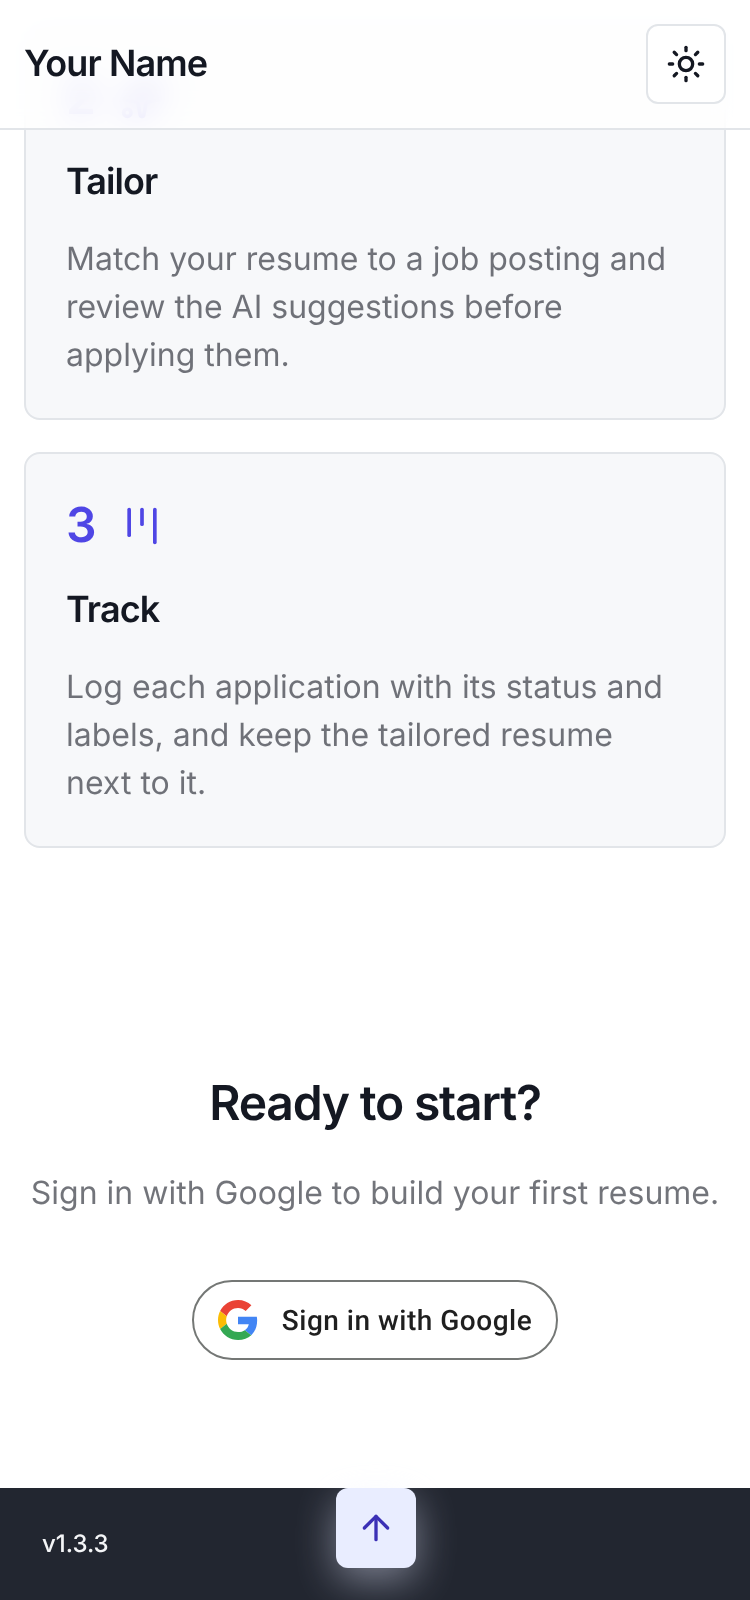 Your Name
Tailor
Match your resume to a job posting and
review the AI suggestions before
applying them.
3
Track
Log each application with its status and
labels, and keep the tailored resume
next to it.
Ready to start?
Sign in with Google to build your first resume.
Sign in with Google
v1.3.3